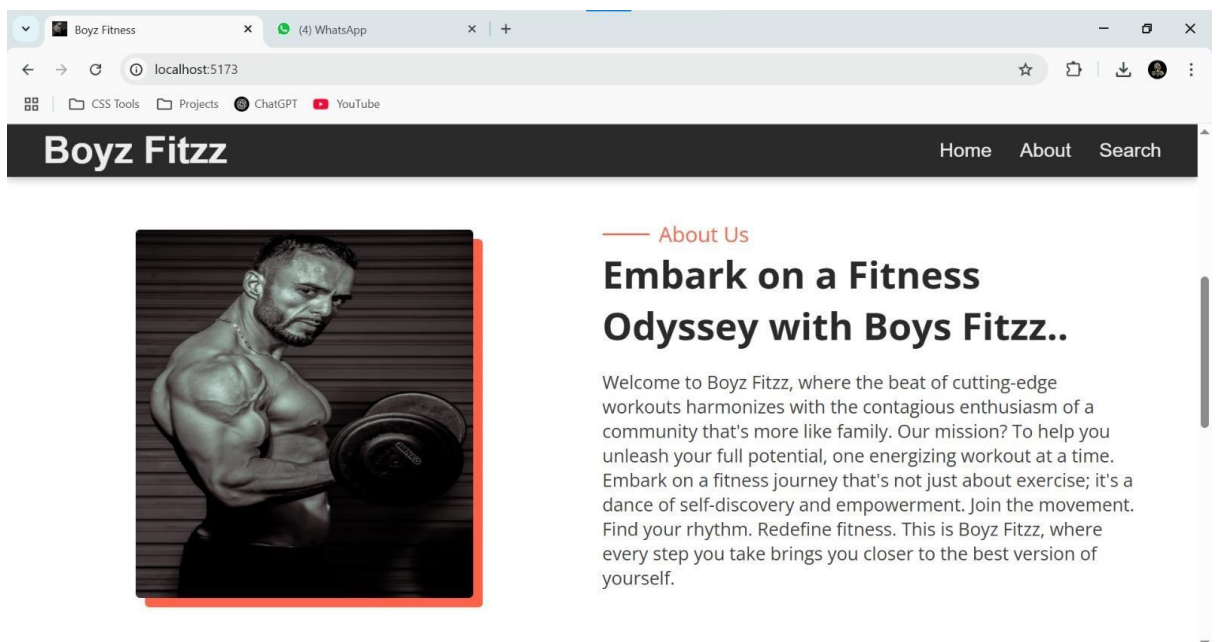 Boyz Fitness
(4) WhatsApp
localhost:5173
CSS Tools Projects ChatGPT YouTube
Boyz Fitzz
Home About Search
About Us
Embark on a Fitness
Odyssey with Boys Fitzz..
Welcome to Boyz Fitzz, where the beat of cutting-edge
workouts harmonizes with the contagious enthusiasm of a
community that's more like family. Our mission? To help you
unleash your full potential, one energizing workout at a time.
Embark on a fitness journey that's not just about exercise; it's a
dance of self-discovery and empowerment. Join the movement.
Find your rhythm. Redefine fitness. This is Boyz Fitzz, where
every step you take brings you closer to the best version of
yourself.